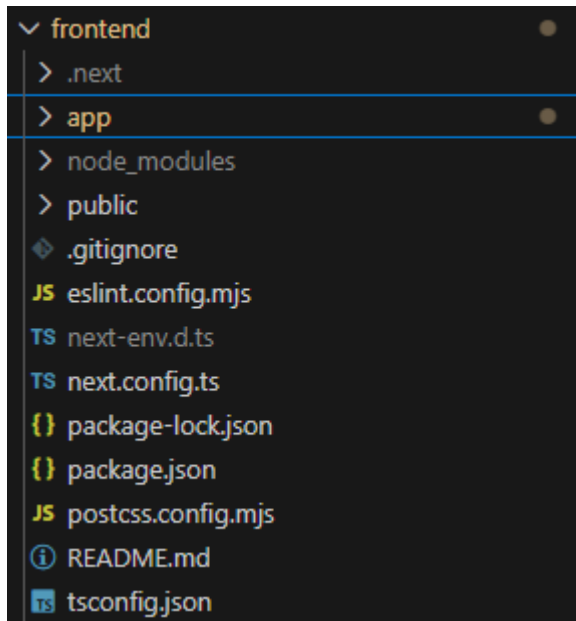 frontend
.next
app
node_modules
public
.gitignore
JS eslint.config.mjs
TS next-env.d.ts
TS next.config.ts
{} package-lock.json
{} package.json
JS postcss.config.mjs
README.md
TS tsconfig.json